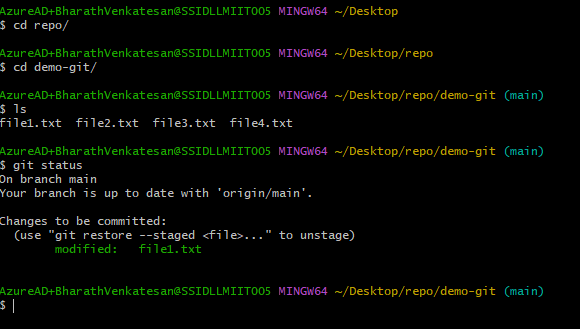 AzureAD+BharathVenkatesan@SSIDLLMIIT005 MINGW64 ~/Desktop
$ cd repo/
AzureAD+BharathVenkatesan@SSIDLLMIIT005 MINGW64 ~/Desktop/repo
$ cd demo-git/
AzureAD+BharathVenkatesan@SSIDLLMIIT005 MINGW64 ~/Desktop/repo/demo-git (main)
$ ls
file1.txt  file2.txt  file3.txt  file4.txt
AzureAD+BharathVenkatesan@SSIDLLMIIT005 MINGW64 ~/Desktop/repo/demo-git (main)
$ git status
On branch main
Your branch is up to date with 'origin/main'.
Changes to be committed:
  (use "git restore --staged <file>..." to unstage)
        modified:   file1.txt
AzureAD+BharathVenkatesan@SSIDLLMIIT005 MINGW64 ~/Desktop/repo/demo-git (main)
$